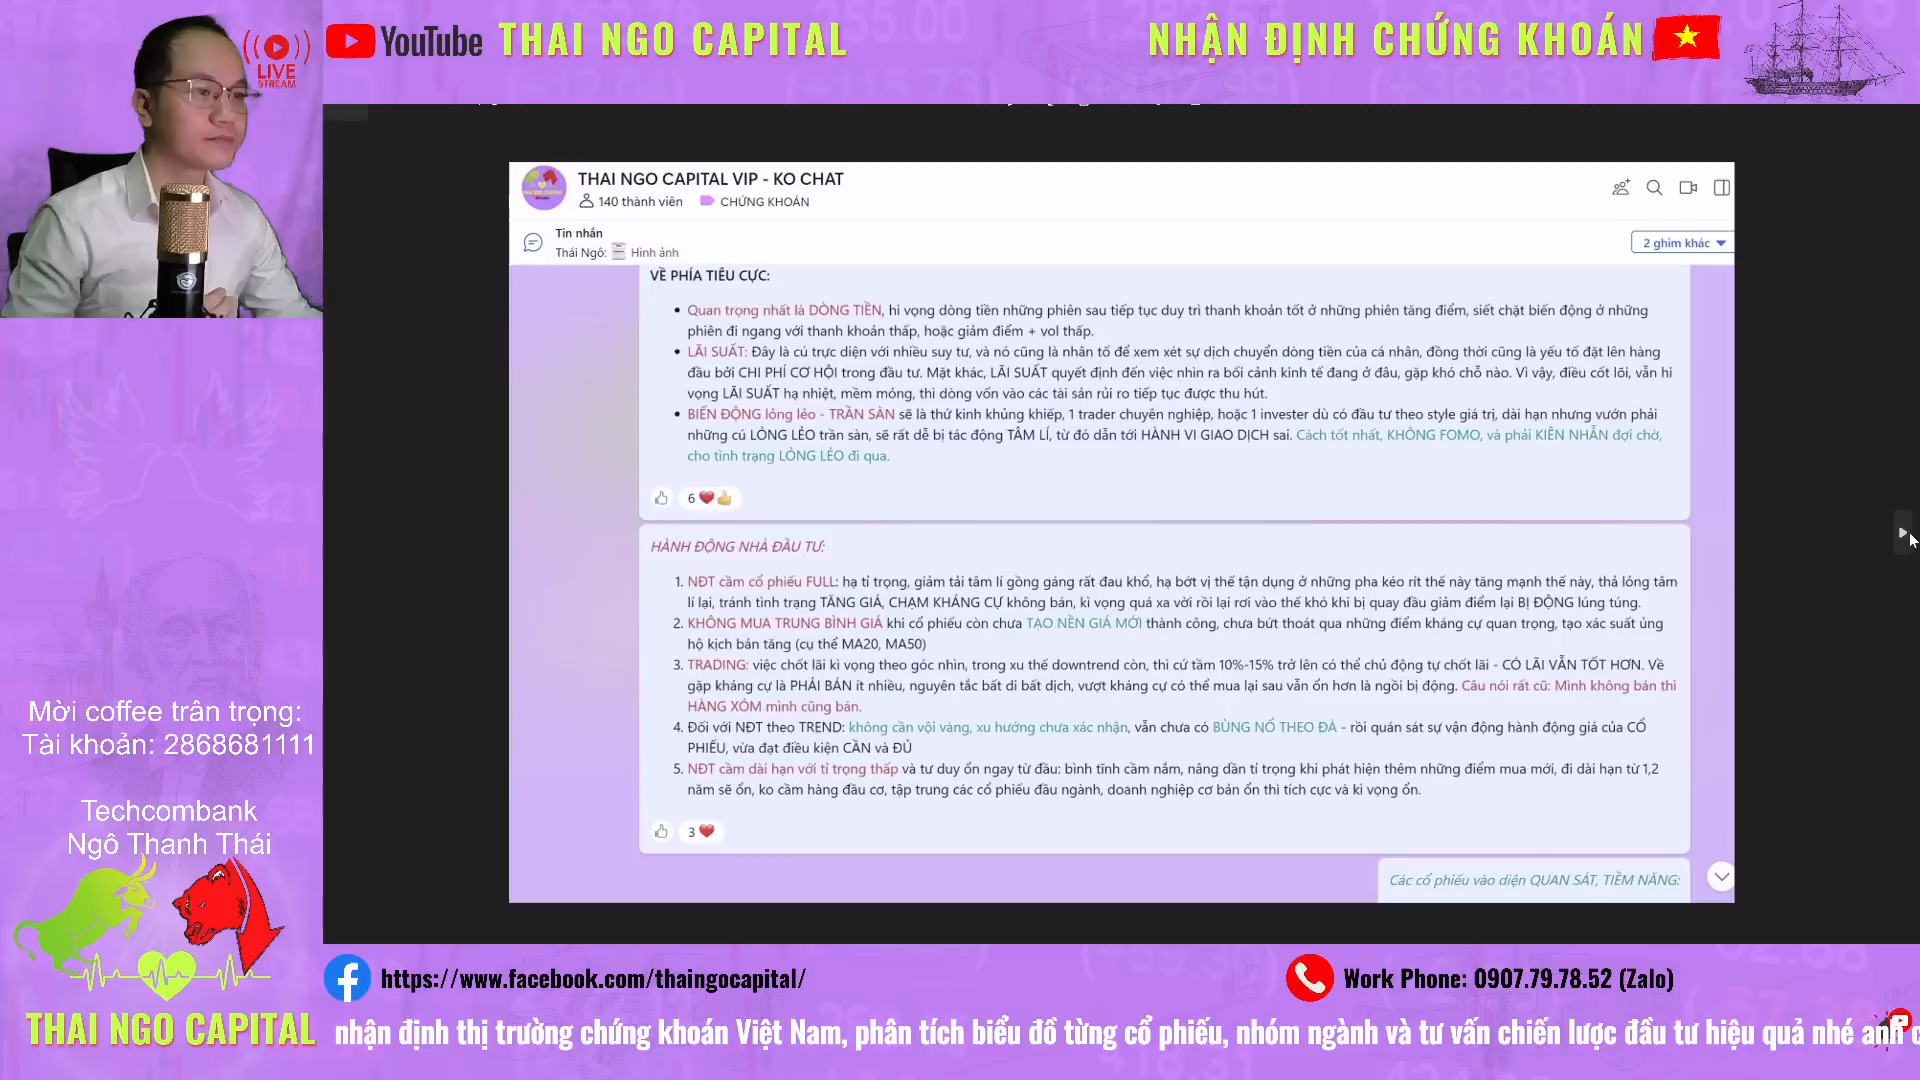 LIVE
STREAM
YouTube THAI NGO CAPITAL
NHẬN ĐỊNH CHỨNG KHOÁN
THAI NGO CAPITAL VIP - KO CHAT
140 thành viên CHỨNG KHOÁN
Tin nhắn
Thái Ngô: Hình ảnh
2 ghim khác
VỀ PHÍA TIÊU CỰC:
• Quan trọng nhất là DÒNG TIỀN, hi vọng dòng tiền những phiên sau tiếp tục duy trì thanh khoản tốt ở những phiên tăng điểm, siết chặt biến động ở những
phiên đi ngang với thanh khoản thấp, hoặc giảm điểm + vol thấp.
• LÃI SUẤT: Đây là cú trực diện với nhiều suy tư, và nó cũng là nhân tố để xem xét sự dịch chuyển dòng tiền của cá nhân, đồng thời cũng là yếu tố đặt lên hàng
đầu bởi CHI PHÍ CƠ HỘI trong đầu tư. Mặt khác, LÃI SUẤT quyết định đến việc nhìn ra bối cảnh kinh tế đang ở đâu, gặp khó chỗ nào. Vì vậy, điều cốt lõi, vẫn hi
vọng LÃI SUẤT hạ nhiệt, mềm mỏng, thì dòng vốn vào các tài sản rủi ro tiếp tục được thu hút.
• BIẾN ĐỘNG lỏng lẻo - TRẦN SÀN sẽ là thứ kinh khủng khiếp, 1 trader chuyên nghiệp, hoặc 1 invester dù có đầu tư theo style giá trị, dài hạn nhưng vướn phải
những cú LỎNG LẺO trần sàn, sẽ rất dễ bị tác động TÂM LÍ, từ đó dẫn tới HÀNH VI GIAO DỊCH sai. Cách tốt nhất, KHÔNG FOMO, và phải KIÊN NHẪN đợi chờ,
cho tình trạng LỎNG LẺO đi qua.
6
HÀNH ĐỘNG NHÀ ĐẦU TƯ:
1. NĐT cầm cổ phiếu FULL: hạ tỉ trọng, giảm tải tâm lí gồng gáng rất đau khổ, hạ bớt vị thế tận dụng ở những pha kéo rít thế này tăng mạnh thế này, thả lỏng tâm
lí lại, tránh tình trạng TĂNG GIÁ, CHẠM KHÁNG CỰ không bán, kì vọng quá xa vời rồi lại rơi vào thế khó khi bị quay đầu giảm điểm lại BỊ ĐỘNG lúng túng.
2. KHÔNG MUA TRUNG BÌNH GIÁ khi cổ phiếu còn chưa TẠO NỀN GIÁ MỚI thành công, chưa bứt thoát qua những điểm kháng cự quan trọng, tạo xác suất ủng
hộ kịch bản tăng (cụ thể MA20, MA50)
3. TRADING: việc chốt lãi kì vọng theo góc nhìn, trong xu thế downtrend còn, thì cứ tầm 10%-15% trở lên có thể chủ động tự chốt lãi - CÓ LÃI VẪN TỐT HƠN. Về
gặp kháng cự là PHẢI BÁN ít nhiều, nguyên tắc bất di bất dịch, vượt kháng cự có thể mua lại sau vẫn ổn hơn là ngồi bị động. Câu nói rất cũ: Mình không bán thì
HÀNG XÓM mình cũng bán.
4. Đối với NĐT theo TREND: không cần vội vàng, xu hướng chưa xác nhận, vẫn chưa có BÙNG NỔ THEO ĐÀ - rồi quán sát sự vận động hành động giá của CỔ
PHIẾU, vừa đạt điều kiện CẦN và ĐỦ
5. NĐT cầm dài hạn với tỉ trọng thấp và tư duy ổn ngay từ đầu: bình tĩnh cầm nắm, nâng dần tỉ trọng khi phát hiện thêm những điểm mua mới, đi dài hạn từ 1,2
năm sẽ ổn, ko cầm hàng đầu cơ, tập trung các cổ phiếu đầu ngành, doanh nghiệp cơ bản ổn thì tích cực và kì vọng ổn.
3
Các cổ phiếu vào diện QUAN SÁT, TIỀM NĂNG:
Mời coffee trân trọng:
Tài khoản: 2868681111
Techcombank
Ngô Thanh Thái
THAI NGO CAPITAL
https://www.facebook.com/thaingocapital/
Work Phone: 0907.79.78.52 (Zalo)
nhận định thị trường chứng khoán Việt Nam, phân tích biểu đồ từng cổ phiếu, nhóm ngành và tư vấn chiến lược đầu tư hiệu quả nhé anh